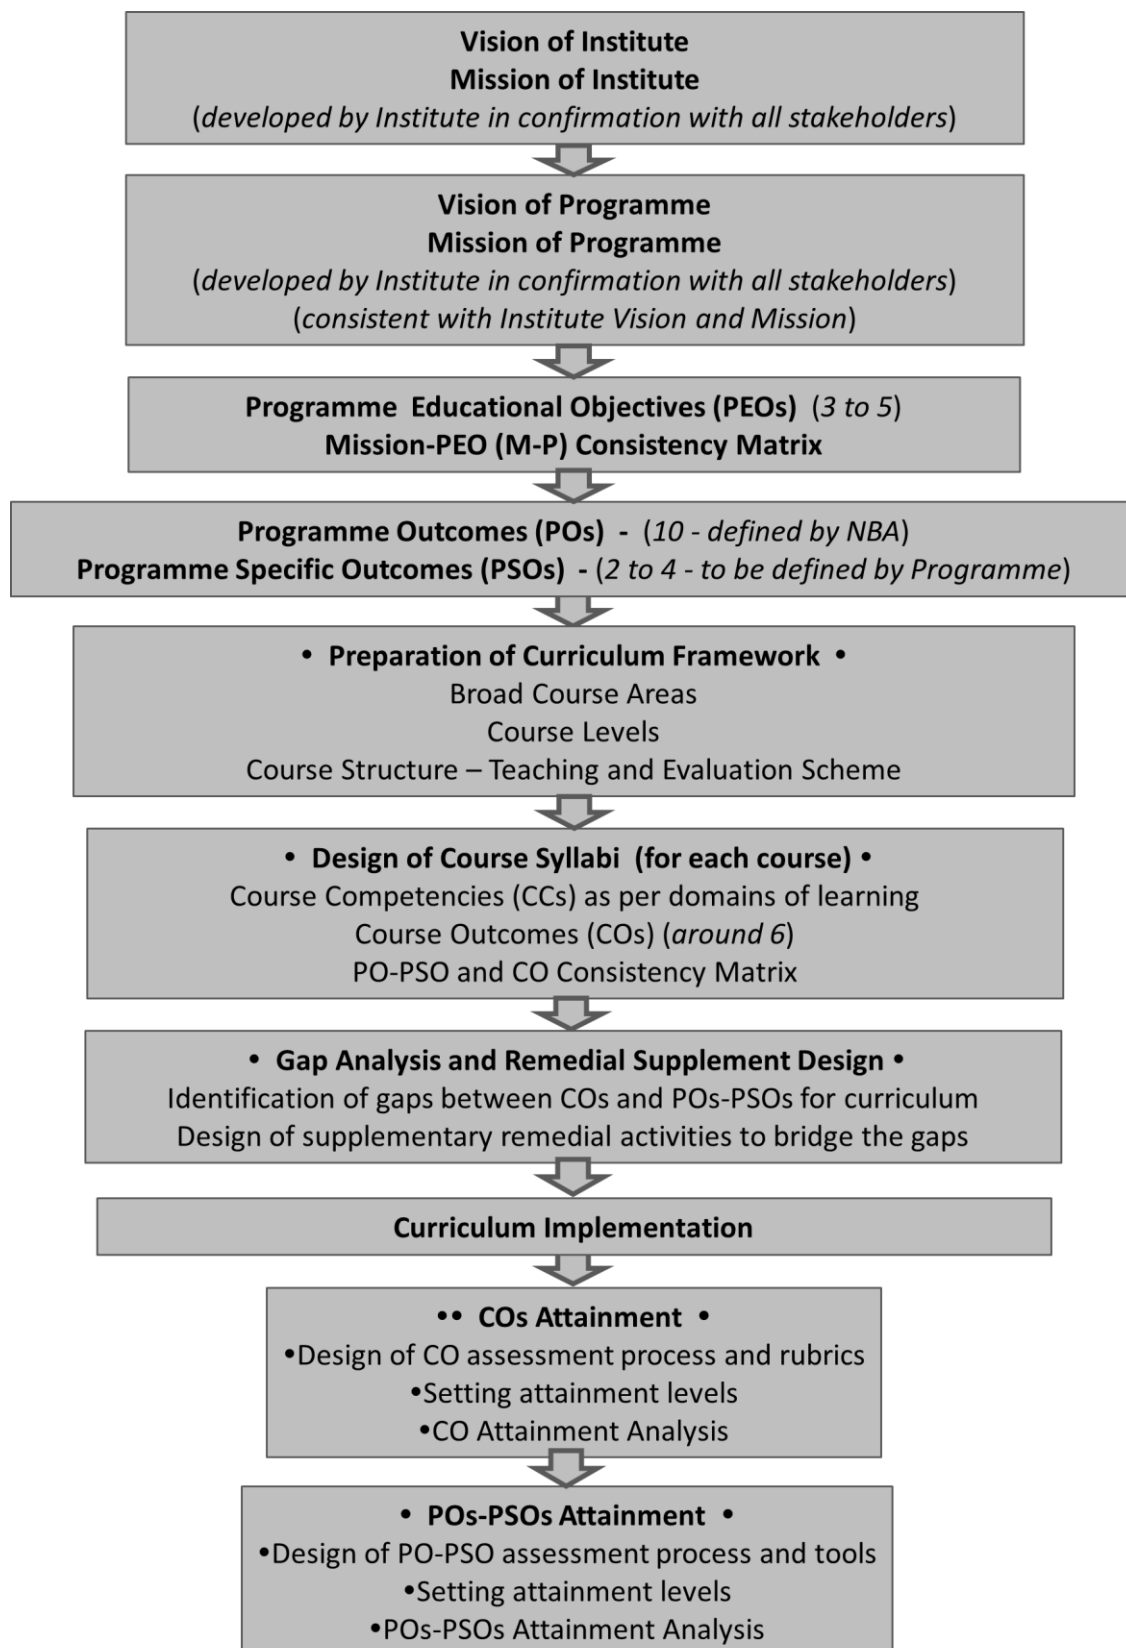 Vision of Institute
Mission of Institute
(developed by Institute in confirmation with all stakeholders)
Vision of Programme
Mission of Programme
(developed by Institute in confirmation with all stakeholders)
(consistent with Institute Vision and Mission)
Programme Educational Objectives (PEOs) (3 to 5)
Mission-PEO (M-P) Consistency Matrix
Programme Outcomes (POs) - (10 - defined by NBA)
Programme Specific Outcomes (PSOs) - (2 to 4 - to be defined by Programme)
• Preparation of Curriculum Framework •
Broad Course Areas
Course Levels
Course Structure – Teaching and Evaluation Scheme
• Design of Course Syllabi (for each course) •
Course Competencies (CCs) as per domains of learning
Course Outcomes (COs) (around 6)
PO-PSO and CO Consistency Matrix
• Gap Analysis and Remedial Supplement Design •
Identification of gaps between COs and POs-PSOs for curriculum
Design of supplementary remedial activities to bridge the gaps
Curriculum Implementation
•• COs Attainment •
•Design of CO assessment process and rubrics
•Setting attainment levels
•CO Attainment Analysis
• POs-PSOs Attainment •
•Design of PO-PSO assessment process and tools
•Setting attainment levels
•POs-PSOs Attainment Analysis